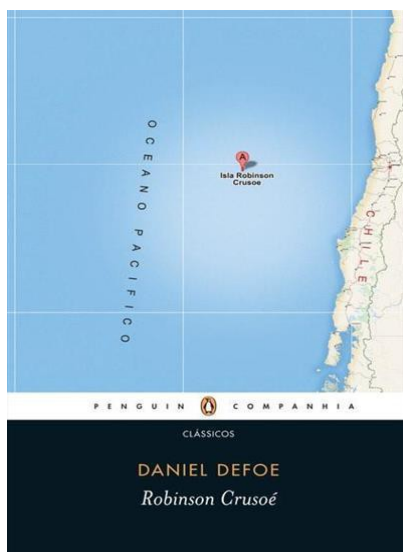 OCEANO PACIFICO
A
Isla Robinson
Crusoe
CHILE
PENGUIN COMPANHIA
CLÁSSICOS
DANIEL DEFOE
Robinson Crusoé